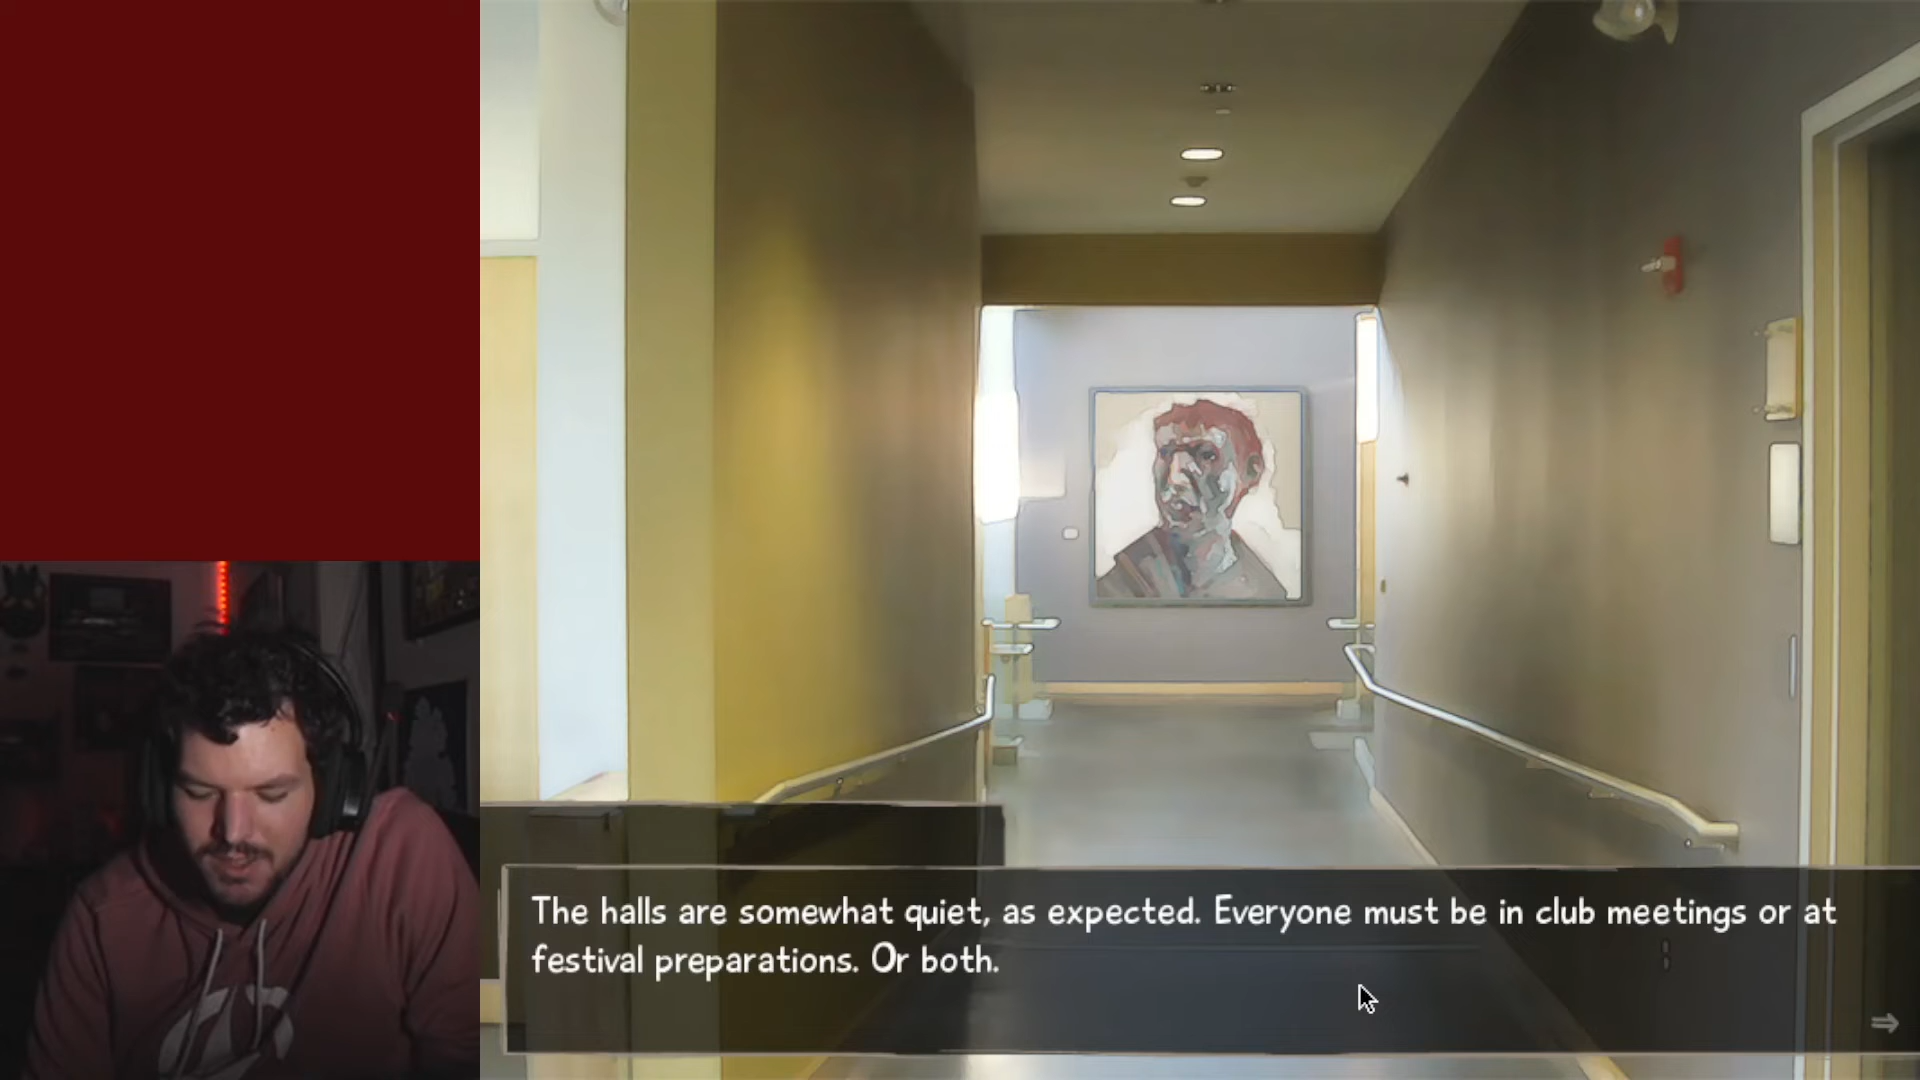 The halls are somewhat quiet, as expected. Everyone must be in club meetings or at
festival preparations. Or both.